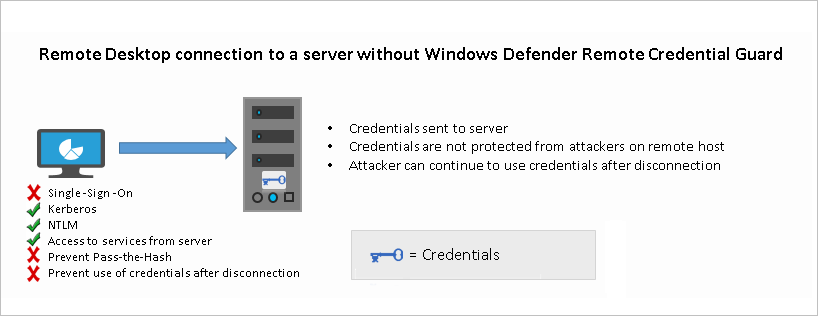 Remote Desktop connection to a server without Windows Defender Remote Credential Guard
• Credentials sent to server
• Credentials are not protected from attackers on remote host
• Attacker can continue to use credentials after disconnection
Single-Sign-On
Kerberos
NTLM
Access to services from server
Prevent Pass-the-Hash
Prevent use of credentials after disconnection
= Credentials